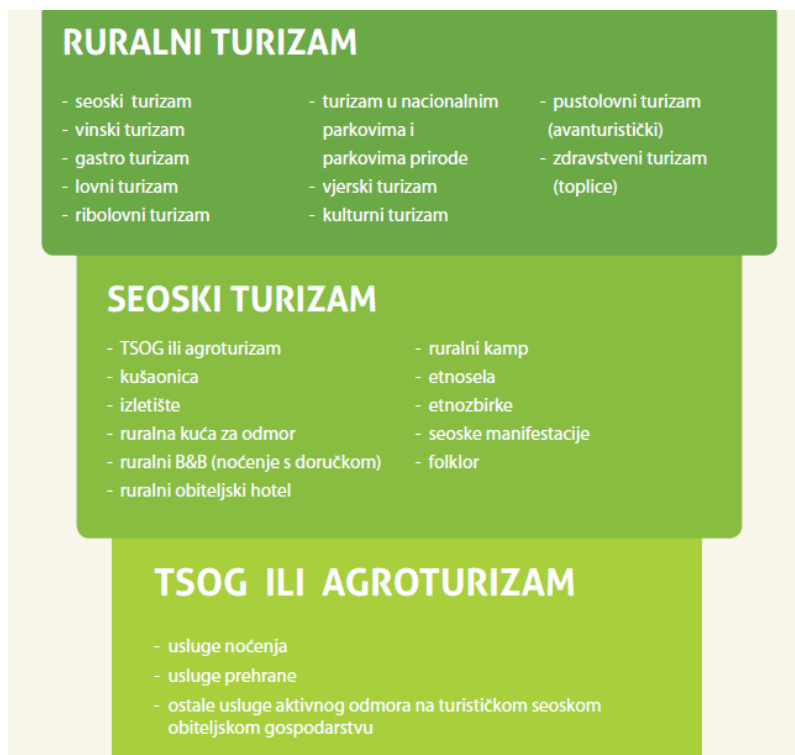 RURALNI TURIZAM
- seoski turizam
- vinski turizam
- gastro turizam
- lovni turizam
- ribolovni turizam
- turizam u nacionalnim
parkovima i
parkovima prirode
- vjerski turizam
- kulturni turizam
- pustolovni turizam
(avanturistički)
- zdravstveni turizam
(toplice)
SEOSKI TURIZAM
- TSOG ili agroturizam
- kušaonica
- izletište
- ruralna kuća za odmor
- ruralni B&B (noćenje s doručkom)
- ruralni obiteljski hotel
- ruralni kamp
- etnosela
- etnozbirke
- seoske manifestacije
- folklor
TSOG ILI AGROTURIZAM
- usluge noćenja
- usluge prehrane
- ostale usluge aktivnog odmora na turističkom seoskom
obiteljskom gospodarstvu